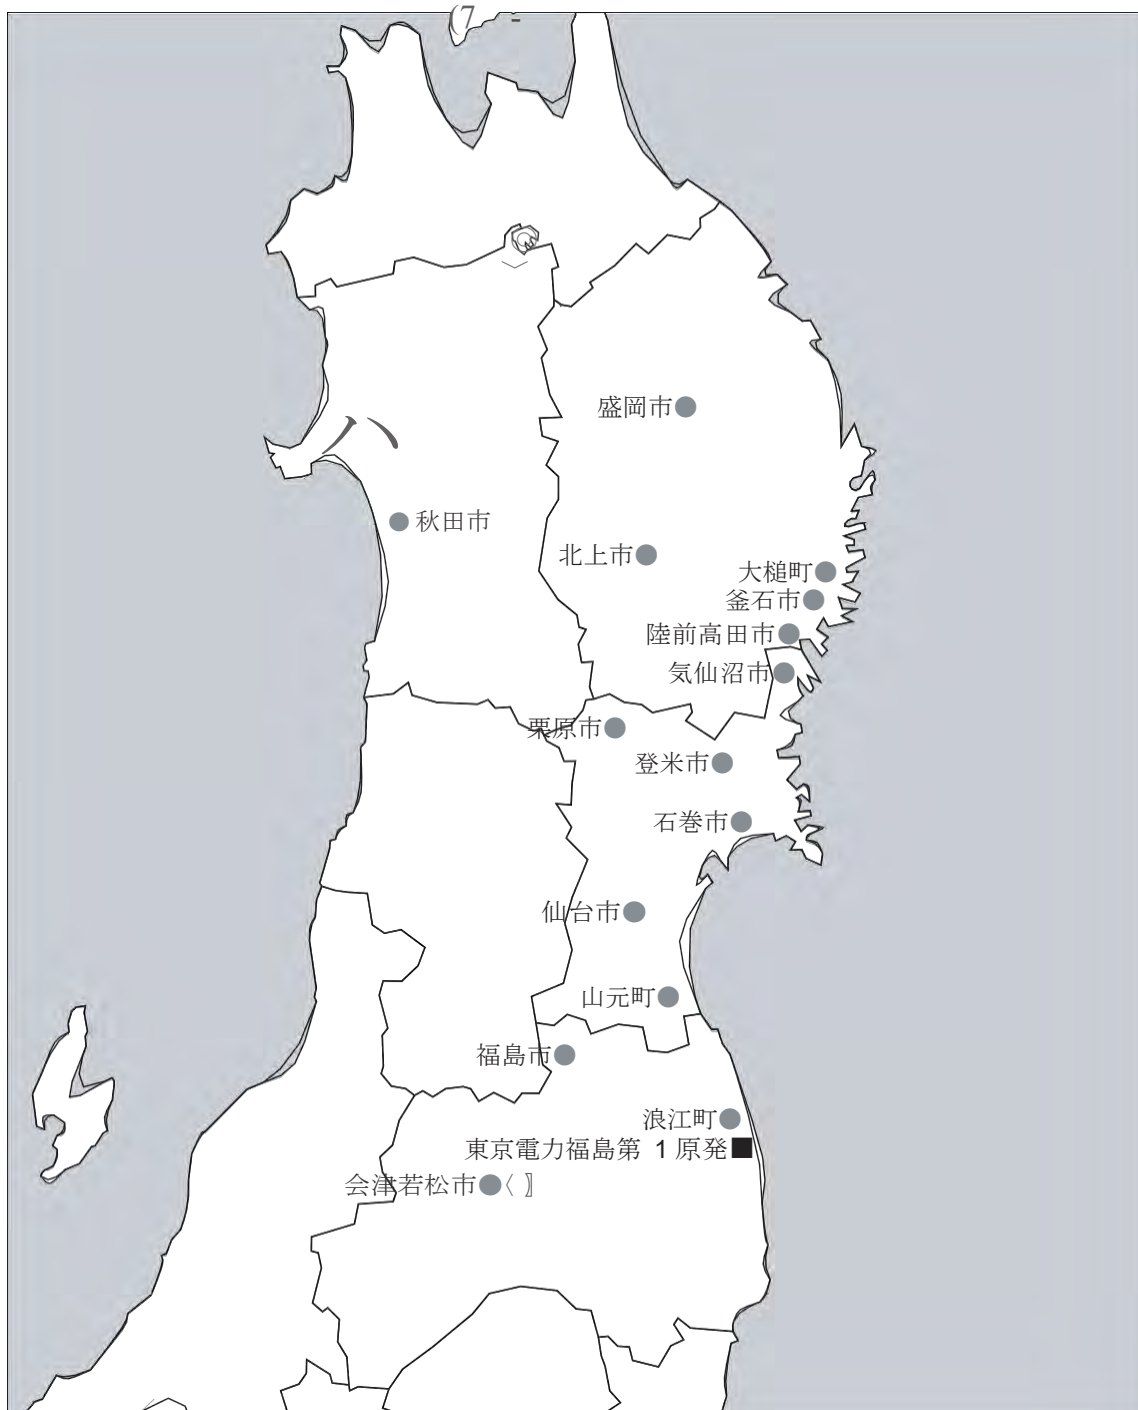 盛岡市
秋田市
北上市
大槌町
釜石市
陸前高田市
気仙沼市
栗原市
登米市
石巻市
仙台市
山元町
福島市
浪江町
東京電力福島第 1 原発
会津若松市